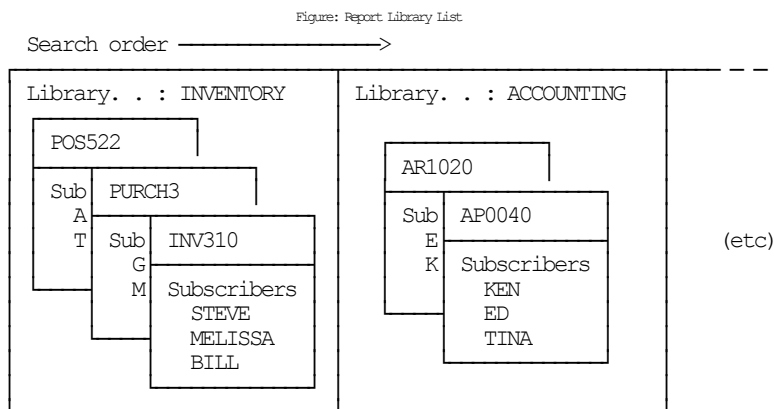 Figure: Report Library List
Search order ─────────────────>
Library. . : INVENTORY
POS522
Sub
A
T
PURCH3
Sub
G
M
INV310
Subscribers
STEVE
MELISSA
BILL
Library. . : ACCOUNTING
AR1020
Sub
E
K
AP0040
Subscribers
KEN
ED
TINA
(etc)